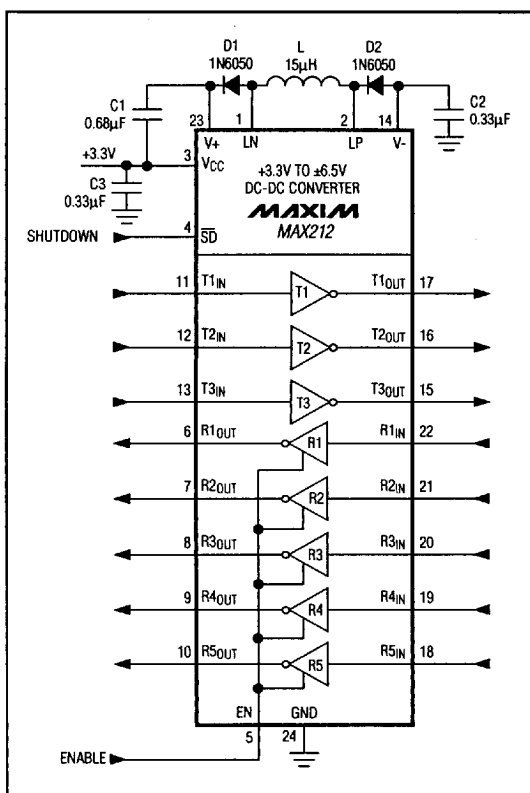 D1 L D2
1N6050 15µH 1N6050
C1
0.68µF
C2
0.33µF
23 1 2 14
V+ LN LP V-
+3.3V 3 VCC
+3.3V TO ±6.5V
DC-DC CONVERTER
C3
0.33µF
MAXIM
MAX212
SHUTDOWN 4 SD
11 T1IN T1 T1OUT 17
12 T2IN T2 T2OUT 16
13 T3IN T3 T3OUT 15
6 R1OUT R1 R1IN 22
7 R2OUT R2 R2IN 21
8 R3OUT R3 R3IN 20
9 R4OUT R4 R4IN 19
10 R5OUT R5 R5IN 18
EN GND
5 24
ENABLE